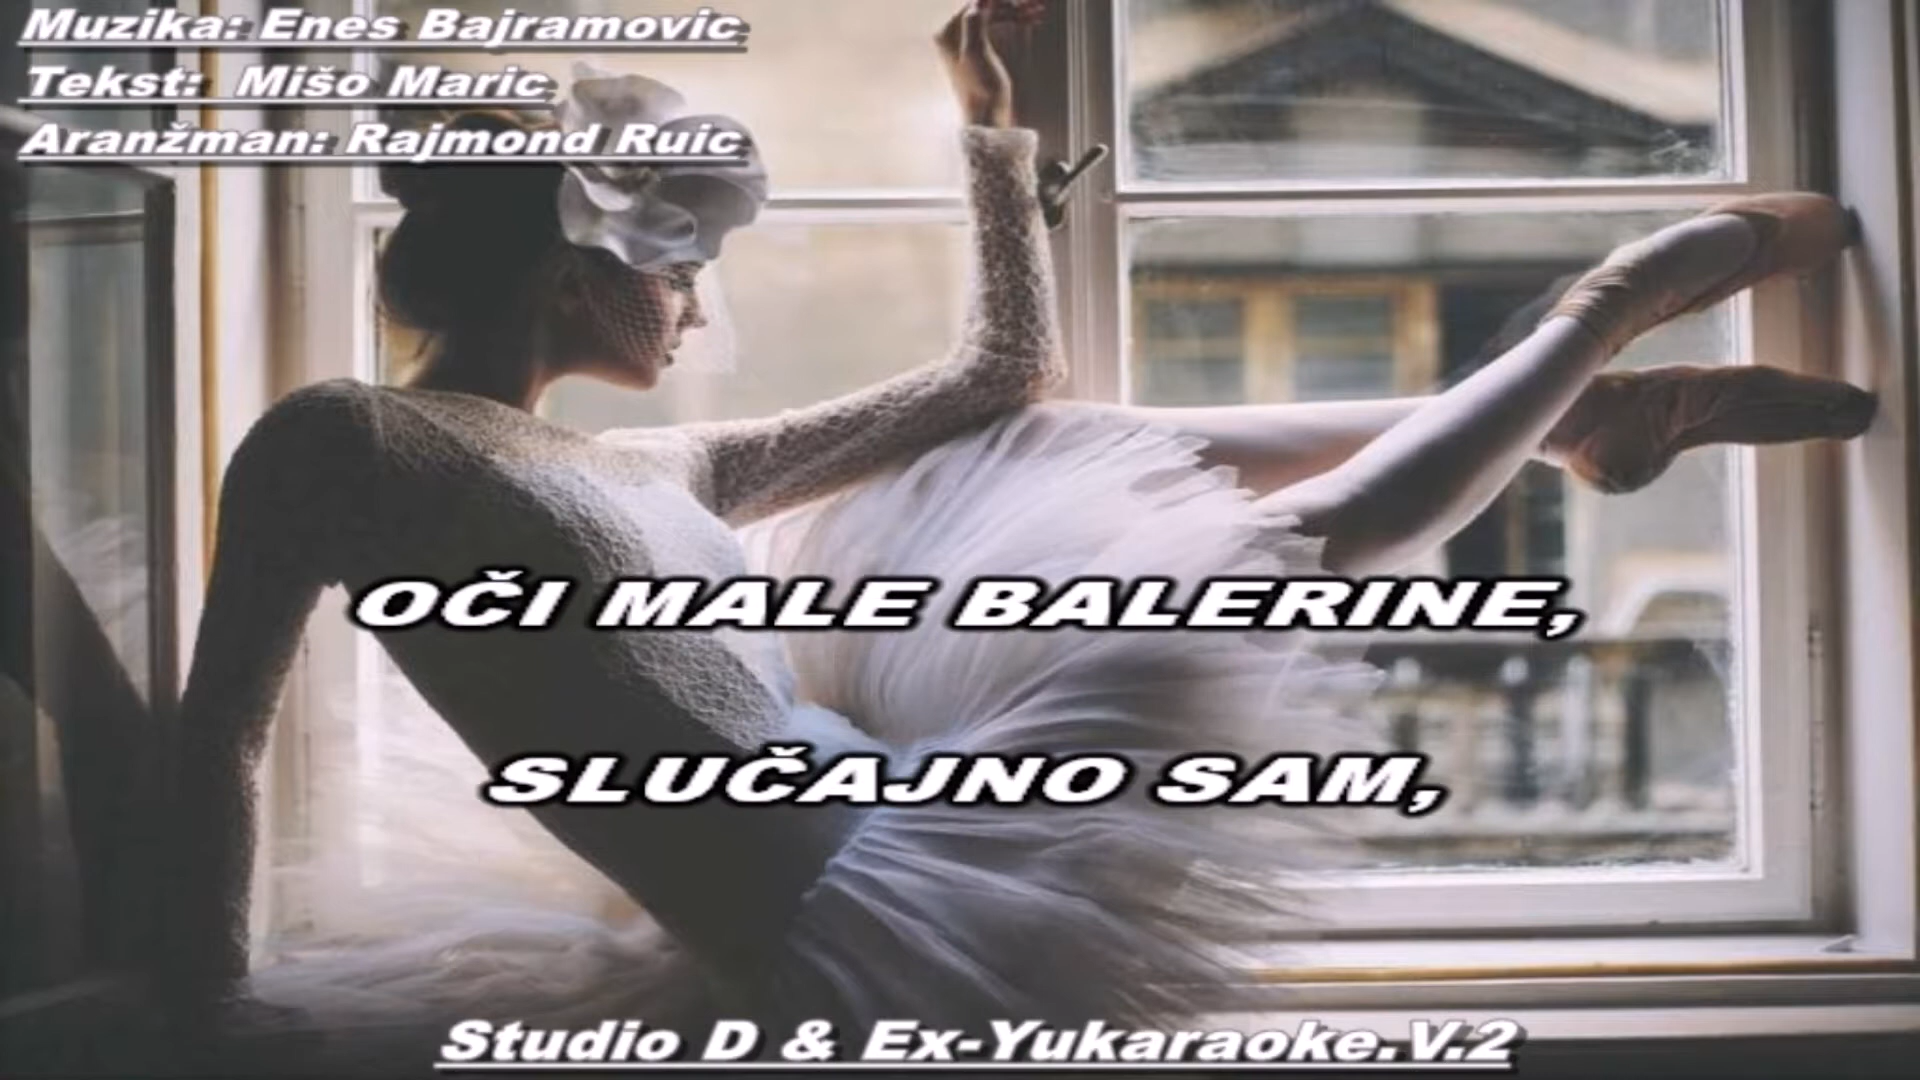 Muzika: Enes Bajramovic
Tekst: Mišo Maric
Aranžman: Rajmond Ruic
OČI MALE BALERINE,
SLUČAJNO SAM,
Studio D & Ex-Yukaraoke.V.2